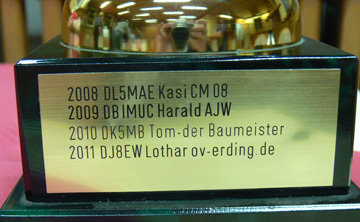 2008 DL5MAE Kasi CM 08
2009 DB1MUC Harald AJW
2010 DK5MB Tom-der Baumeister
2011 DJ8EW Lothar ov-erding.de